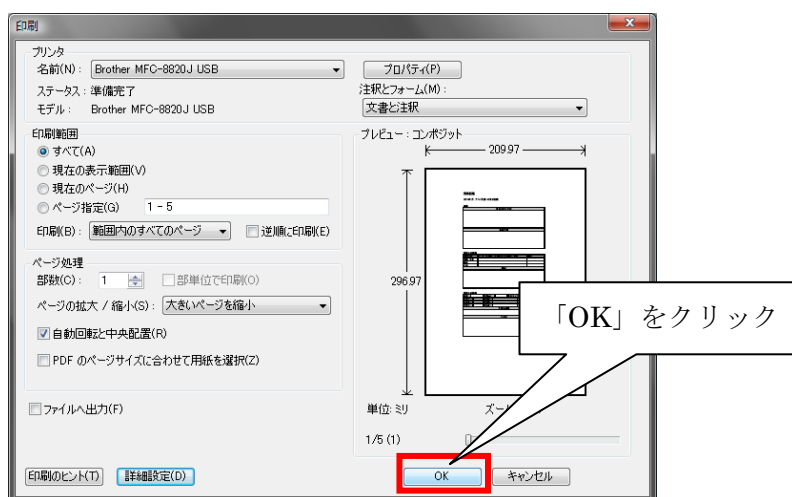 印刷
プリンタ
名前(N): Brother MFC-8820J USB プロパティ(P)
ステータス: 準備完了 注釈とフォーム(M):
モデル: Brother MFC-8820J USB 文書と注釈
印刷範囲 プレビュー: コンポジット
すべて(A) 209.97
現在の表示範囲(V)
現在のページ(H)
ページ指定(G) 1 - 5
印刷(B): 範囲内のすべてのページ 逆順に印刷(E)
ページ処理
部数(C): 1 部単位で印刷(O) 296.97
ページの拡大 / 縮小(S): 大きいページを縮小
「OK」をクリック
自動回転と中央配置(R)
PDF のページサイズに合わせて用紙を選択(Z)
ファイルへ出力(F) 単位: ミリ
1/5 (1)
印刷のヒント(T) 詳細設定(D) OK キャンセル